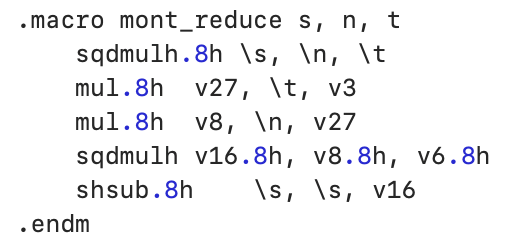 .macro mont_reduce s, n, t
    sqdmulh.8h \s, \n, \t
    mul.8h  v27, \t, v3
    mul.8h  v8, \n, v27
    sqdmulh v16.8h, v8.8h, v6.8h
    shsub.8h    \s, \s, v16
.endm